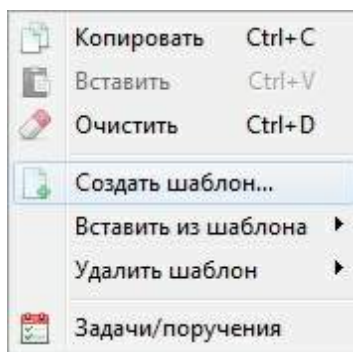 Копировать Ctrl+C
Вставить Ctrl+V
Очистить Ctrl+D
Создать шаблон...
Вставить из шаблона
Удалить шаблон
Задачи/поручения